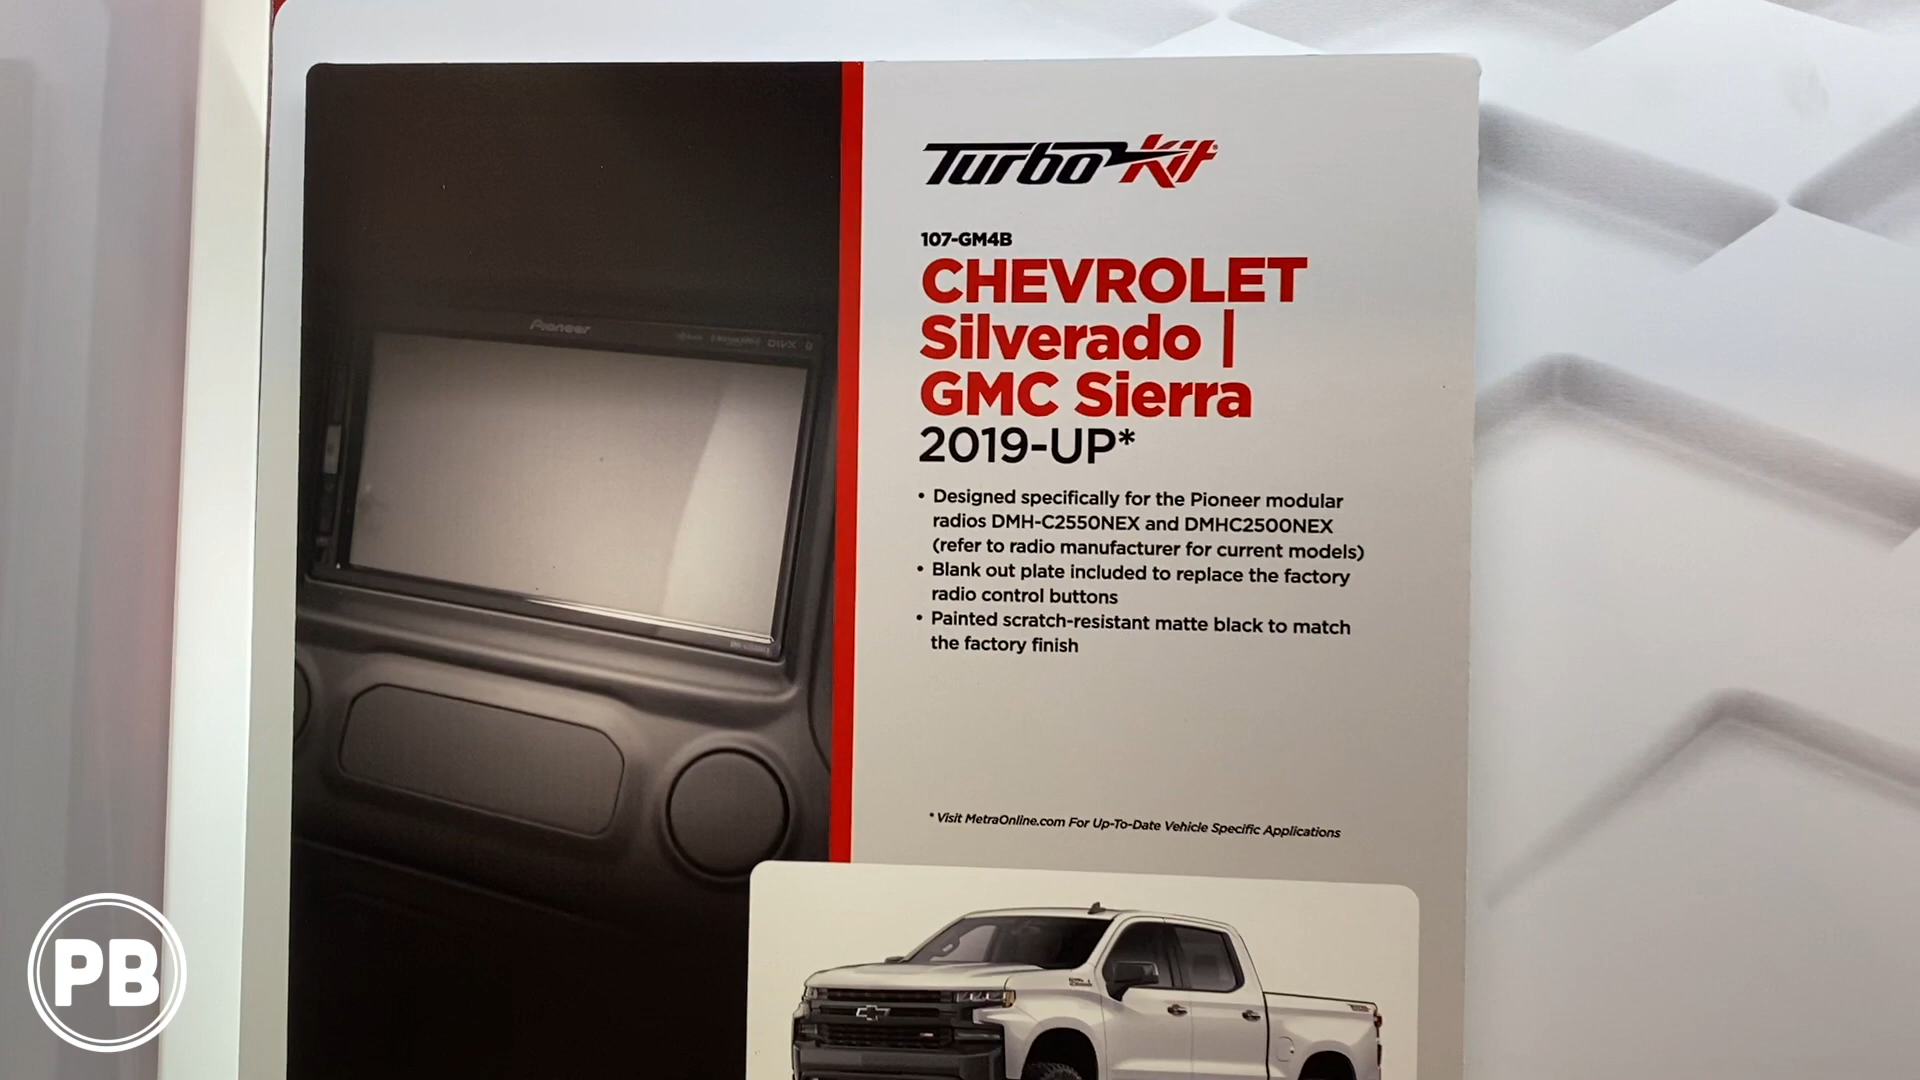 Pioneer
DIVX
TurboKit
107-GM4B
CHEVROLET
Silverado |
GMC Sierra
2019-UP*
• Designed specifically for the Pioneer modular
radios DMH-C2550NEX and DMHC2500NEX
(refer to radio manufacturer for current models)
• Blank out plate included to replace the factory
radio control buttons
• Painted scratch-resistant matte black to match
the factory finish
* Visit MetraOnline.com For Up-To-Date Vehicle Specific Applications
PB